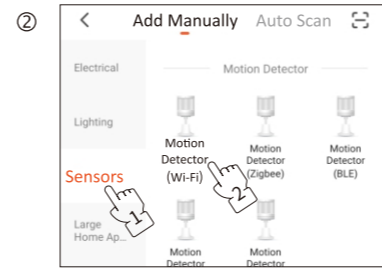 ②
Add Manually Auto Scan
Electrical
Motion Detector
Lighting
Motion
Detector
(Wi-Fi)
Motion
Detector
(Zigbee)
Motion
Detector
(BLE)
Sensors
1
2
Large
Home Ap...
Motion
Detector
Motion
Detector